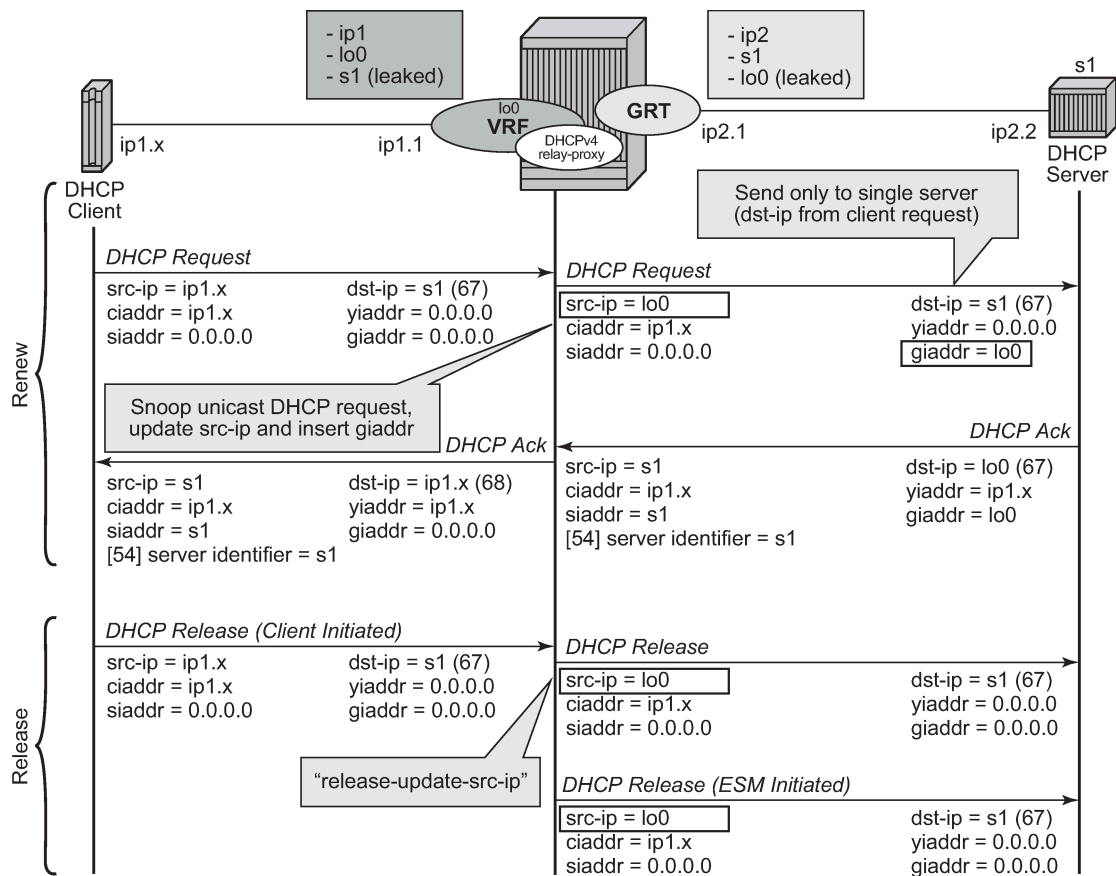 - ip1
- lo0
- s1 (leaked)
- ip2
- s1
- lo0 (leaked)
s1
lo0
VRF
GRT
DHCPv4
relay-proxy
ip1.x
ip1.1
ip2.1
ip2.2
DHCP
Client
DHCP
Server
Send only to single server
(dst-ip from client request)
Renew
DHCP Request
src-ip = ip1.x dst-ip = s1 (67)
ciaddr = ip1.x yiaddr = 0.0.0.0
siaddr = 0.0.0.0 giaddr = 0.0.0.0
DHCP Request
src-ip = lo0 dst-ip = s1 (67)
ciaddr = ip1.x yiaddr = 0.0.0.0
siaddr = 0.0.0.0 giaddr = lo0
Snoop unicast DHCP request,
update src-ip and insert giaddr
DHCP Ack
src-ip = s1 dst-ip = ip1.x (68)
ciaddr = ip1.x yiaddr = ip1.x
siaddr = s1 giaddr = 0.0.0.0
[54] server identifier = s1
DHCP Ack
src-ip = s1 dst-ip = lo0 (67)
ciaddr = ip1.x yiaddr = ip1.x
siaddr = s1 giaddr = lo0
[54] server identifier = s1
Release
DHCP Release (Client Initiated)
src-ip = ip1.x dst-ip = s1 (67)
ciaddr = ip1.x yiaddr = 0.0.0.0
siaddr = 0.0.0.0 giaddr = 0.0.0.0
DHCP Release
src-ip = lo0 dst-ip = s1 (67)
ciaddr = ip1.x yiaddr = 0.0.0.0
siaddr = 0.0.0.0 giaddr = 0.0.0.0
“release-update-src-ip”
DHCP Release (ESM Initiated)
src-ip = lo0 dst-ip = s1 (67)
ciaddr = ip1.x yiaddr = 0.0.0.0
siaddr = 0.0.0.0 giaddr = 0.0.0.0